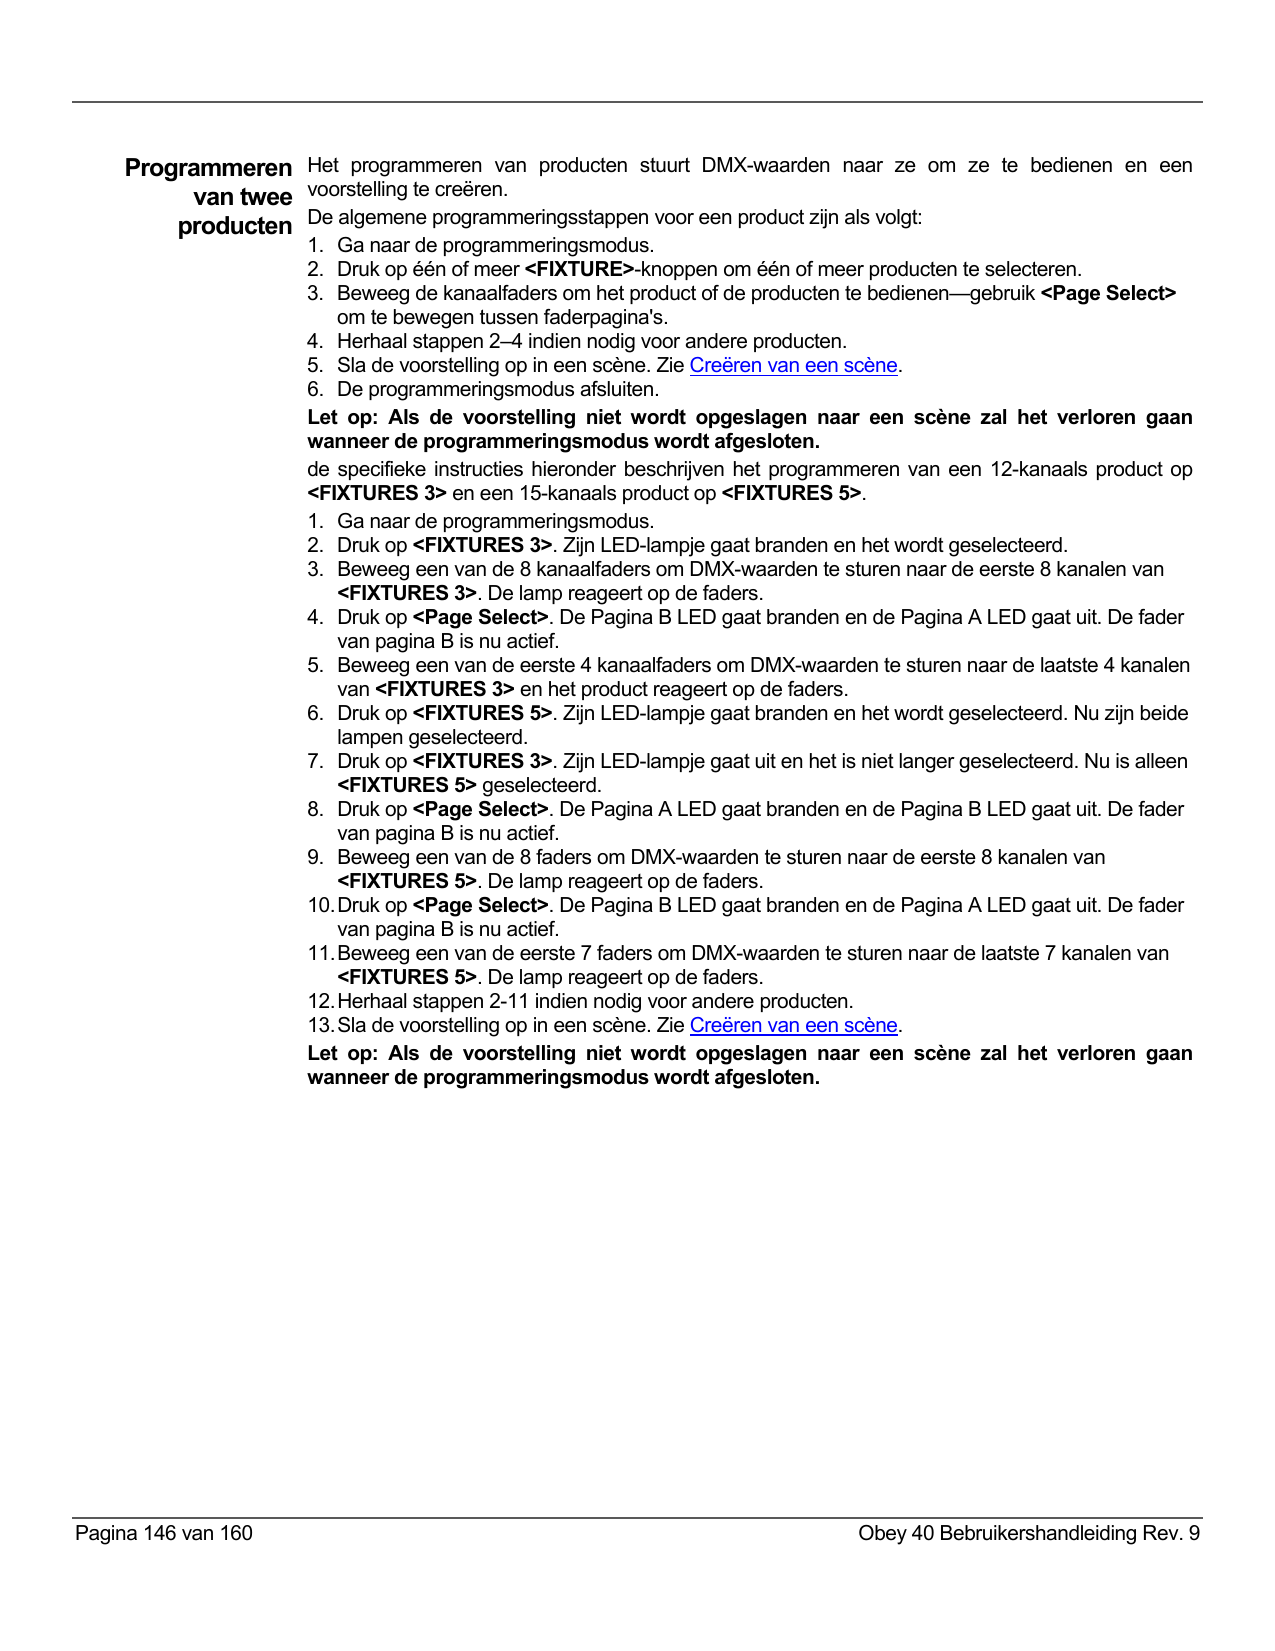 Programmeren
van twee
producten
Het programmeren van producten stuurt DMX-waarden naar ze om ze te bedienen en een
voorstelling te creëren.
De algemene programmeringsstappen voor een product zijn als volgt:
1. Ga naar de programmeringsmodus.
2. Druk op één of meer <FIXTURE>-knoppen om één of meer producten te selecteren.
3. Beweeg de kanaalfaders om het product of de producten te bedienen—gebruik <Page Select>
om te bewegen tussen faderpagina's.
4. Herhaal stappen 2–4 indien nodig voor andere producten.
5. Sla de voorstelling op in een scène. Zie Creëren van een scène.
6. De programmeringsmodus afsluiten.
Let op: Als de voorstelling niet wordt opgeslagen naar een scène zal het verloren gaan
wanneer de programmeringsmodus wordt afgesloten.
de specifieke instructies hieronder beschrijven het programmeren van een 12-kanaals product op
<FIXTURES 3> en een 15-kanaals product op <FIXTURES 5>.
1. Ga naar de programmeringsmodus.
2. Druk op <FIXTURES 3>. Zijn LED-lampje gaat branden en het wordt geselecteerd.
3. Beweeg een van de 8 kanaalfaders om DMX-waarden te sturen naar de eerste 8 kanalen van
<FIXTURES 3>. De lamp reageert op de faders.
4. Druk op <Page Select>. De Pagina B LED gaat branden en de Pagina A LED gaat uit. De fader
van pagina B is nu actief.
5. Beweeg een van de eerste 4 kanaalfaders om DMX-waarden te sturen naar de laatste 4 kanalen
van <FIXTURES 3> en het product reageert op de faders.
6. Druk op <FIXTURES 5>. Zijn LED-lampje gaat branden en het wordt geselecteerd. Nu zijn beide
lampen geselecteerd.
7. Druk op <FIXTURES 3>. Zijn LED-lampje gaat uit en het is niet langer geselecteerd. Nu is alleen
<FIXTURES 5> geselecteerd.
8. Druk op <Page Select>. De Pagina A LED gaat branden en de Pagina B LED gaat uit. De fader
van pagina B is nu actief.
9. Beweeg een van de 8 faders om DMX-waarden te sturen naar de eerste 8 kanalen van
<FIXTURES 5>. De lamp reageert op de faders.
10. Druk op <Page Select>. De Pagina B LED gaat branden en de Pagina A LED gaat uit. De fader
van pagina B is nu actief.
11. Beweeg een van de eerste 7 faders om DMX-waarden te sturen naar de laatste 7 kanalen van
<FIXTURES 5>. De lamp reageert op de faders.
12. Herhaal stappen 2-11 indien nodig voor andere producten.
13. Sla de voorstelling op in een scène. Zie Creëren van een scène.
Let op: Als de voorstelling niet wordt opgeslagen naar een scène zal het verloren gaan
wanneer de programmeringsmodus wordt afgesloten.
Pagina 146 van 160
Obey 40 Bebruikershandleiding Rev. 9